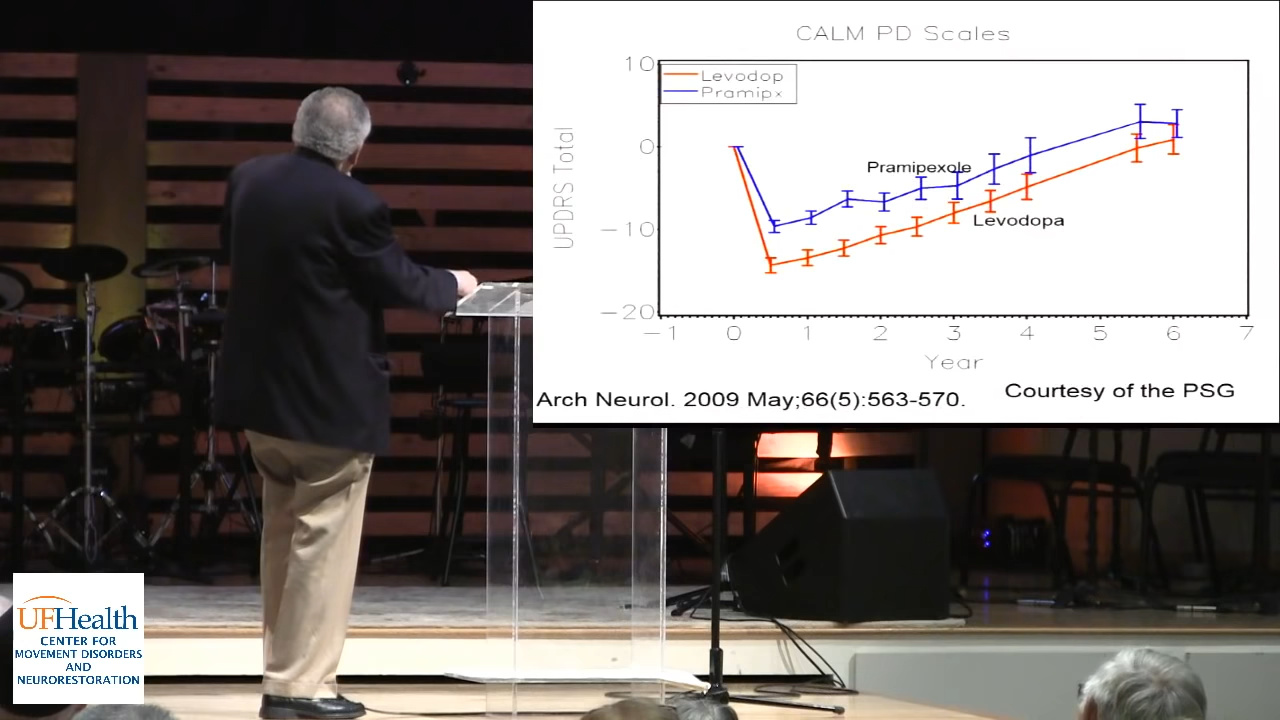 CALM PD Scales
10
Levodop
Pramipx
0
Pramipexole
UPDRS Total
-10
Levodopa
-20
-1 0 1 2 3 4 5 6 7
Year
Arch Neurol. 2009 May;66(5):563-570.
Courtesy of the PSG
UFHealth
CENTER FOR
MOVEMENT DISORDERS
AND
NEURORESTORATION